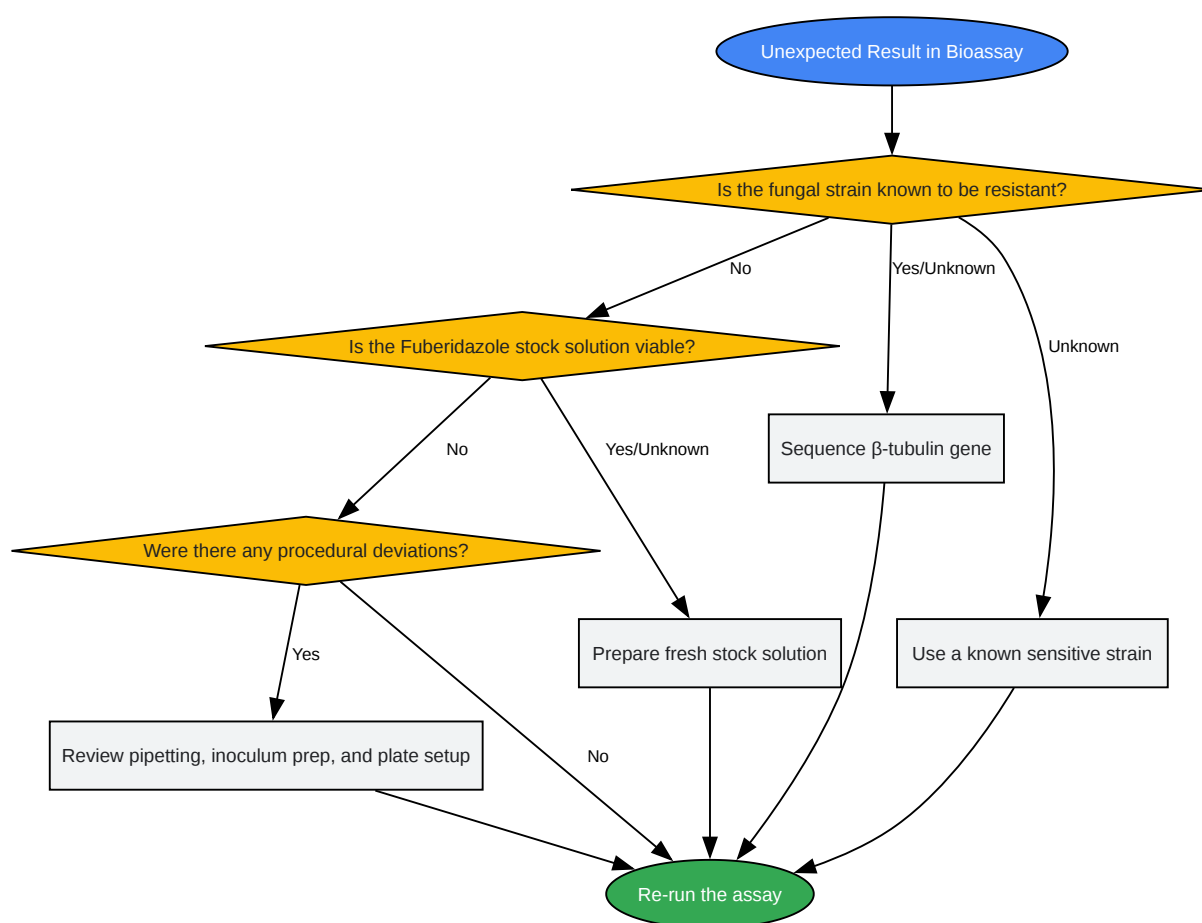 Unexpected Result in Bioassay
Is the fungal strain known to be resistant?
No
Yes/Unknown
Unknown
Is the Fuberidazole stock solution viable?
No
Yes/Unknown
Sequence β-tubulin gene
Were there any procedural deviations?
Yes
Prepare fresh stock solution
Use a known sensitive strain
Review pipetting, inoculum prep, and plate setup
No
Re-run the assay